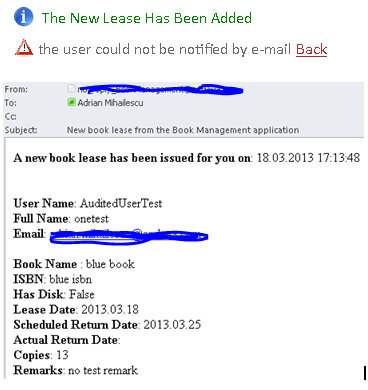 The New Lease Has Been Added
the user could not be notified by e-mail Back
From:
To: Adrian Mihailescu
Cc:
Subject: New book lease from the Book Management application
A new book lease has been issued for you on: 18.03.2013 17:13:48
User Name: AuditedUserTest
Full Name: onetest
Email:
Book Name : blue book
ISBN: blue isbn
Has Disk: False
Lease Date: 2013.03.18
Scheduled Return Date: 2013.03.25
Actual Return Date:
Copies: 13
Remarks: no test remark